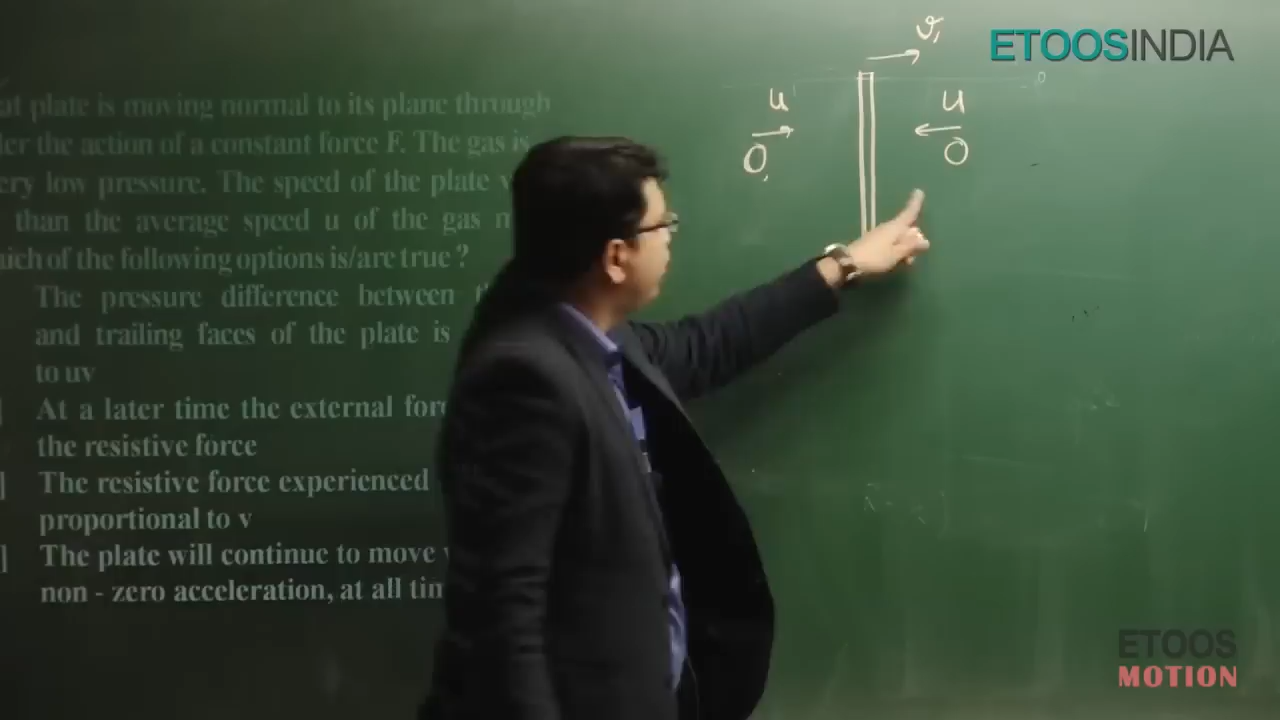 ETOOSINDIA
at plate is moving normal to its plane through
der the action of a constant force F. The gas is
ery low pressure. The speed of the plate v
than the average speed u of the gas m
hich of the following options is/are true ?
The pressure difference between
and trailing faces of the plate is
to uv
At a later time the external for
the resistive force
] The resistive force experienced
proportional to v
] The plate will continue to move
non - zero acceleration, at all tim
v₁
u u
ETOOS
MOTION